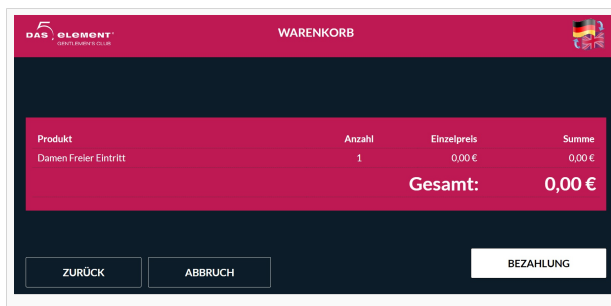 5
DAS ELEMENT
GENTLEMEN'S CLUB
WARENKORB
Produkt Anzahl Einzelpreis Summe
Damen Freier Eintritt 1 0,00 € 0,00 €
Gesamt: 0,00 €
ZURÜCK ABBRUCH BEZAHLUNG